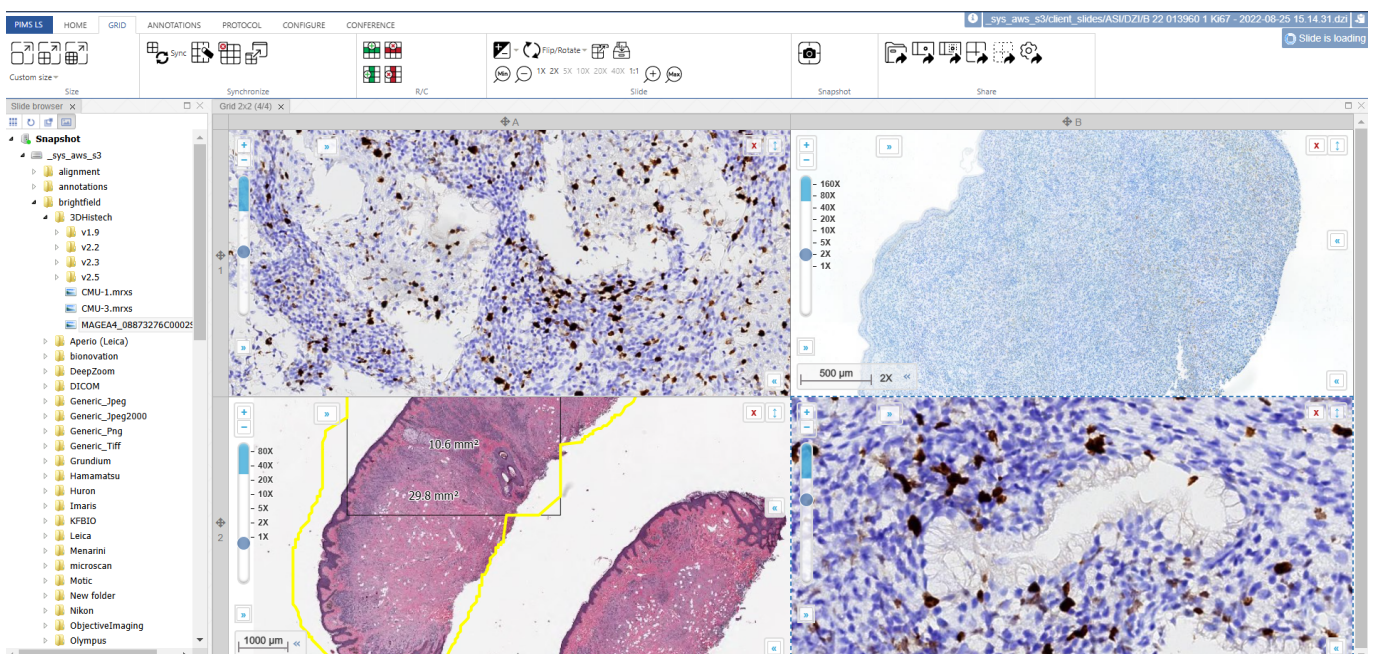 PIMS LS HOME GRID ANNOTATIONS PROTOCOL CONFIGURE CONFERENCE
_sys_aws_s3/client_slides/ASI/DZI/B 22 013960 1 Ki67 - 2022-08-25 15.14.31.dzi
Slide is loading
Sync
Flip/Rotate
Custom size
Min 1X 2X 5X 10X 20X 40X 1:1 Max
Size Synchronize R/C Slide Snapshot Share
Slide browser x
Grid 2x2 (4/4) x
A B
Snapshot
_sys_aws_s3
alignment
annotations
brightfield
3DHistech
v1.9
v2.2
v2.3
v2.5
CMU-1.mrxs
CMU-3.mrxs
MAGEA4_08873276C0002S
Aperio (Leica)
bionovation
DeepZoom
DICOM
Generic_Jpeg
Generic_Jpeg2000
Generic_Png
Generic_Tiff
Grundium
Hamamatsu
Huron
Imaris
KFBIO
Leica
Menarini
microscan
Motic
New folder
Nikon
ObjectiveImaging
Olympus
1
2
+
−
»
X
«
»
+
−
»
X
160X
80X
40X
20X
10X
5X
2X
1X
«
»
500 µm 2X «
«
+
−
»
X
80X
40X
20X
10X
5X
2X
1X
10.6 mm²
29.8 mm²
«
»
1000 µm «
«
+
−
»
X
«
»
«